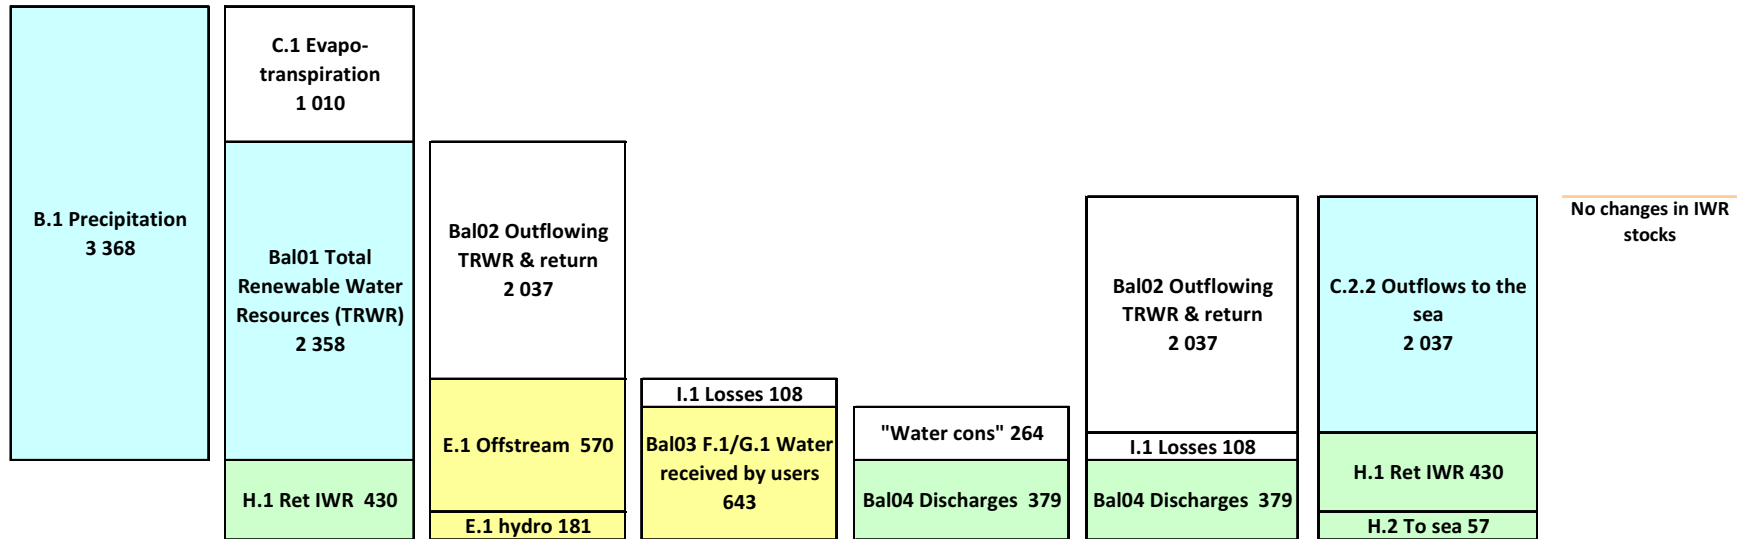 B.1 Precipitation
3 368
C.1 Evapo-
transpiration
1 010
Bal01 Total
Renewable Water
Resources (TRWR)
2 358
H.1 Ret IWR 430
Bal02 Outflowing
TRWR & return
2 037
E.1 Offstream 570
E.1 hydro 181
I.1 Losses 108
Bal03 F.1/G.1 Water
received by users
643
"Water cons" 264
Bal04 Discharges 379
Bal02 Outflowing
TRWR & return
2 037
I.1 Losses 108
Bal04 Discharges 379
C.2.2 Outflows to the
sea
2 037
H.1 Ret IWR 430
H.2 To sea 57
No changes in IWR
stocks